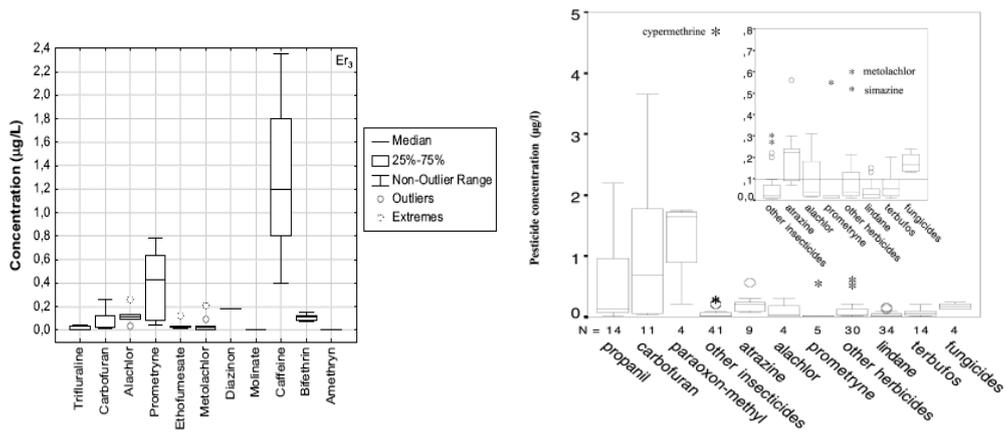 2,4
2,2
2,0
1,8
1,6
1,4
1,2
1,0
0,8
0,6
0,4
0,2
0,0
Concentration (µg/L)
Er3
Trifluraline
Carbofuran
Alachlor
Prometryne
Ethofumesate
Metolachlor
Diazinon
Molinate
Caffeine
Bifethrin
Amethryn
Median
25%-75%
Non-Outlier Range
Outliers
Extremes
5
4
3
2
1
0
Pesticide concentration (µg/l)
cypermethrine
,8
,7
,6
,5
,4
,3
,2
,1
0,0
metolachlor
simazine
other insecticides
atrazine
alachlor
prometryne
other herbicides
lindane
terbufos
fungicides
N = 14 11 4 41 9 4 5 30 34 14 4
propanil
carbofuran
paraoxon-methyl
other insecticides
atrazine
alachlor
prometryne
other herbicides
lindane
terbufos
fungicides